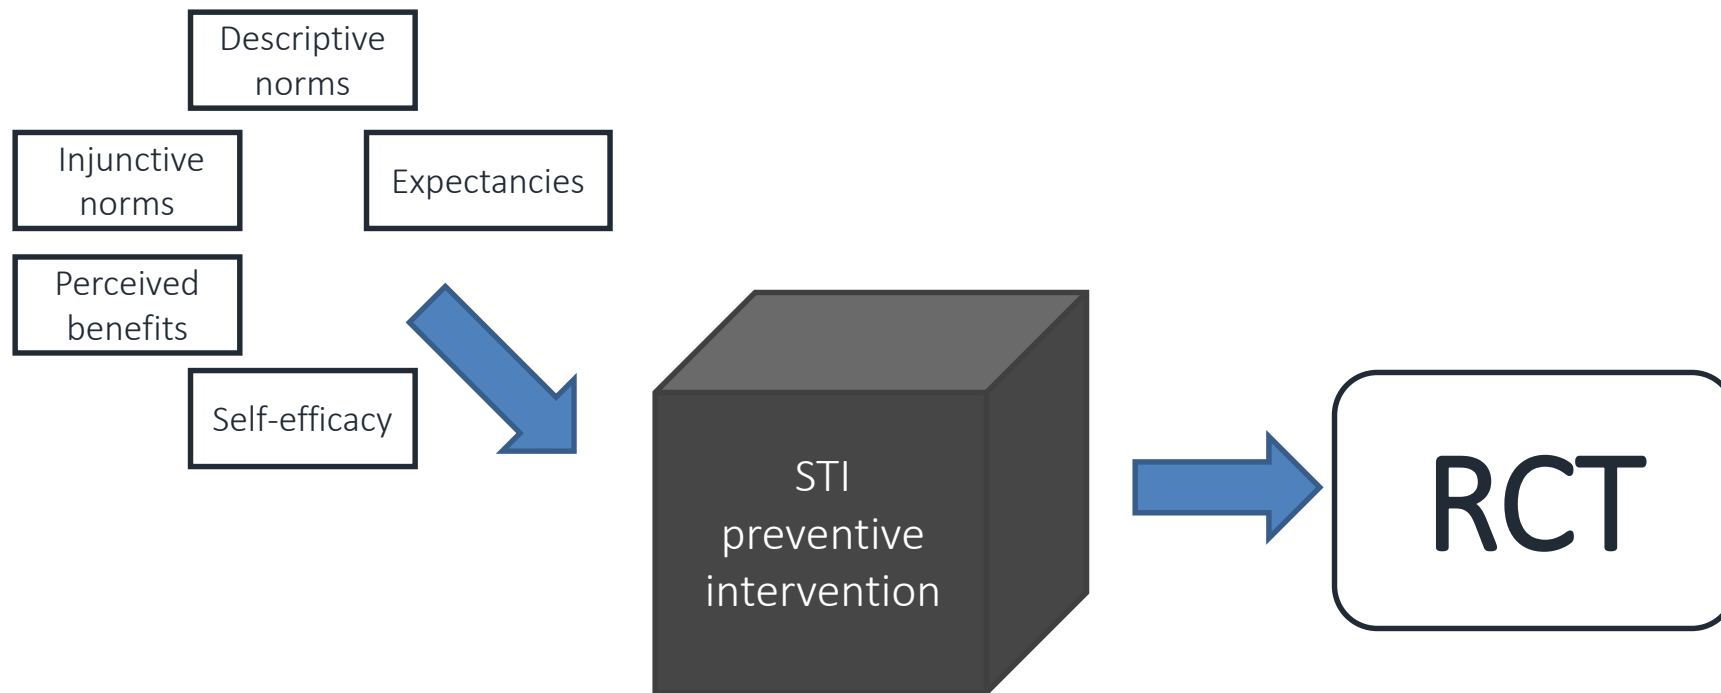 Descriptive
norms
Injunctive
norms
Expectancies
Perceived
benefits
Self-efficacy
STI
preventive
intervention
RCT